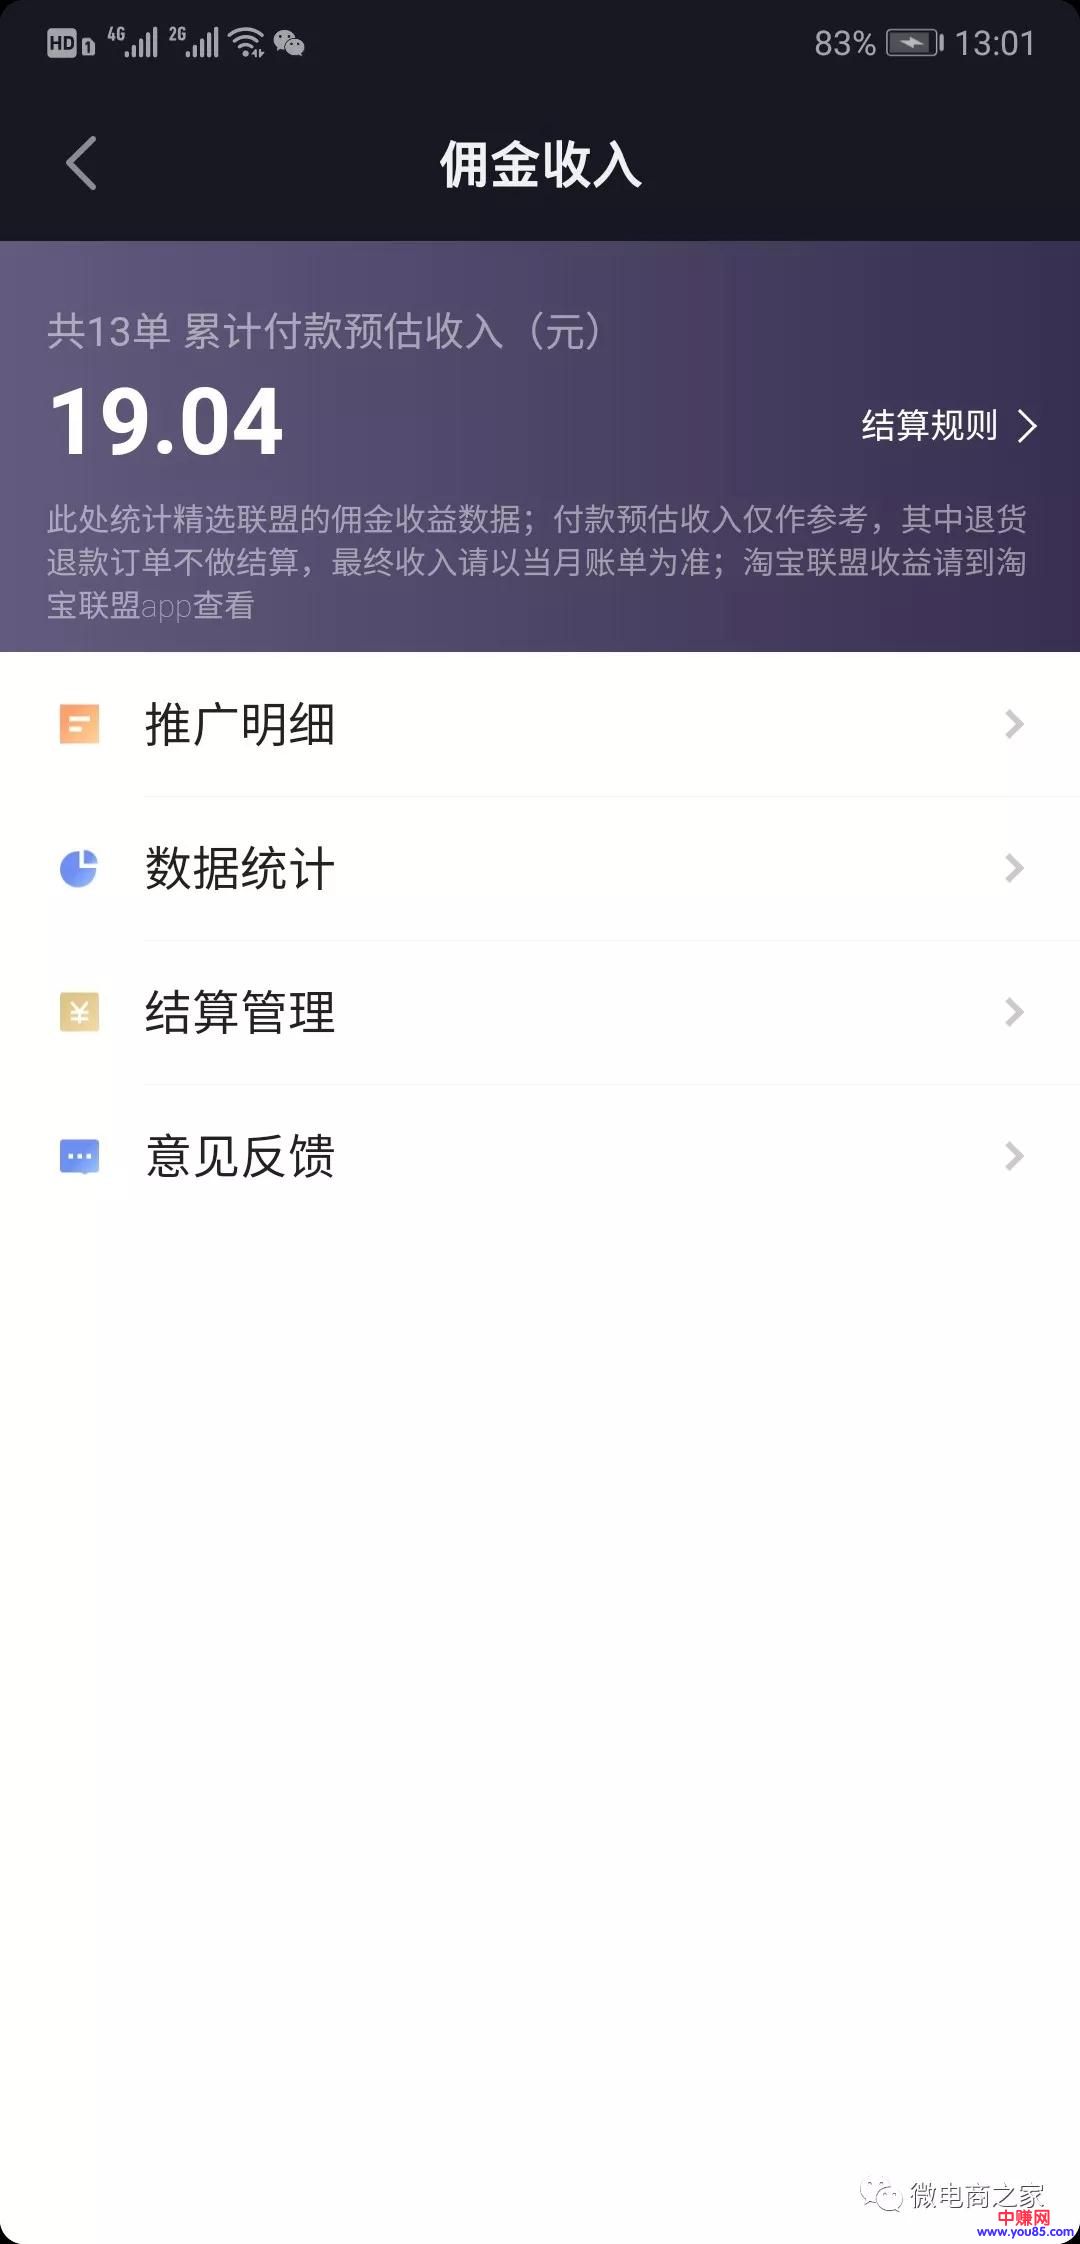 HD 1 4G 2G 83% 13:01
佣金收入
共13单 累计付款预估收入（元）
19.04
结算规则
此处统计精选联盟的佣金收益数据；付款预估收入仅作参考，其中退货
退款订单不做结算，最终收入请以当月账单为准；淘宝联盟收益请到淘
宝联盟app查看
推广明细
数据统计
¥ 结算管理
意见反馈
微电商之家
中赚网
www.you85.com